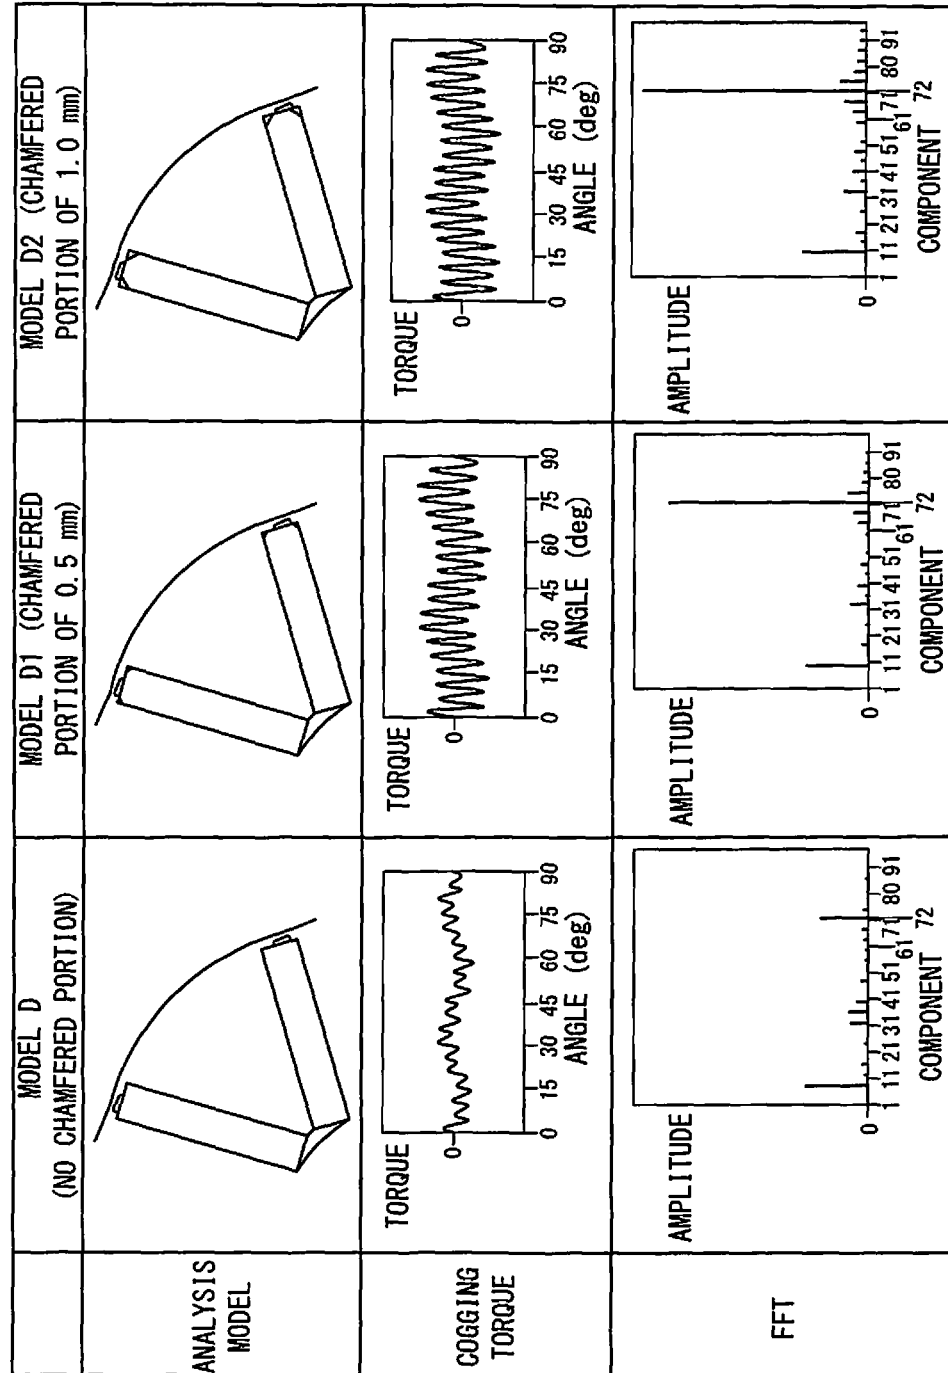 MODEL D
(NO CHAMFERED PORTION)
MODEL D1 (CHAMFERED
PORTION OF 0.5 mm)
MODEL D2 (CHAMFERED
PORTION OF 1.0 mm)
ANALYSIS
MODEL
COGGING
TORQUE
TORQUE
0
0 15 30 45 60 75 90
ANGLE (deg)
TORQUE
0
0 15 30 45 60 75 90
ANGLE (deg)
TORQUE
0
0 15 30 45 60 75 90
ANGLE (deg)
FFT
AMPLITUDE
0
1 11 21 31 41 51 61 71 80 91
72
COMPONENT
AMPLITUDE
0
1 11 21 31 41 51 61 71 80 91
72
COMPONENT
AMPLITUDE
0
1 11 21 31 41 51 61 71 80 91
72
COMPONENT